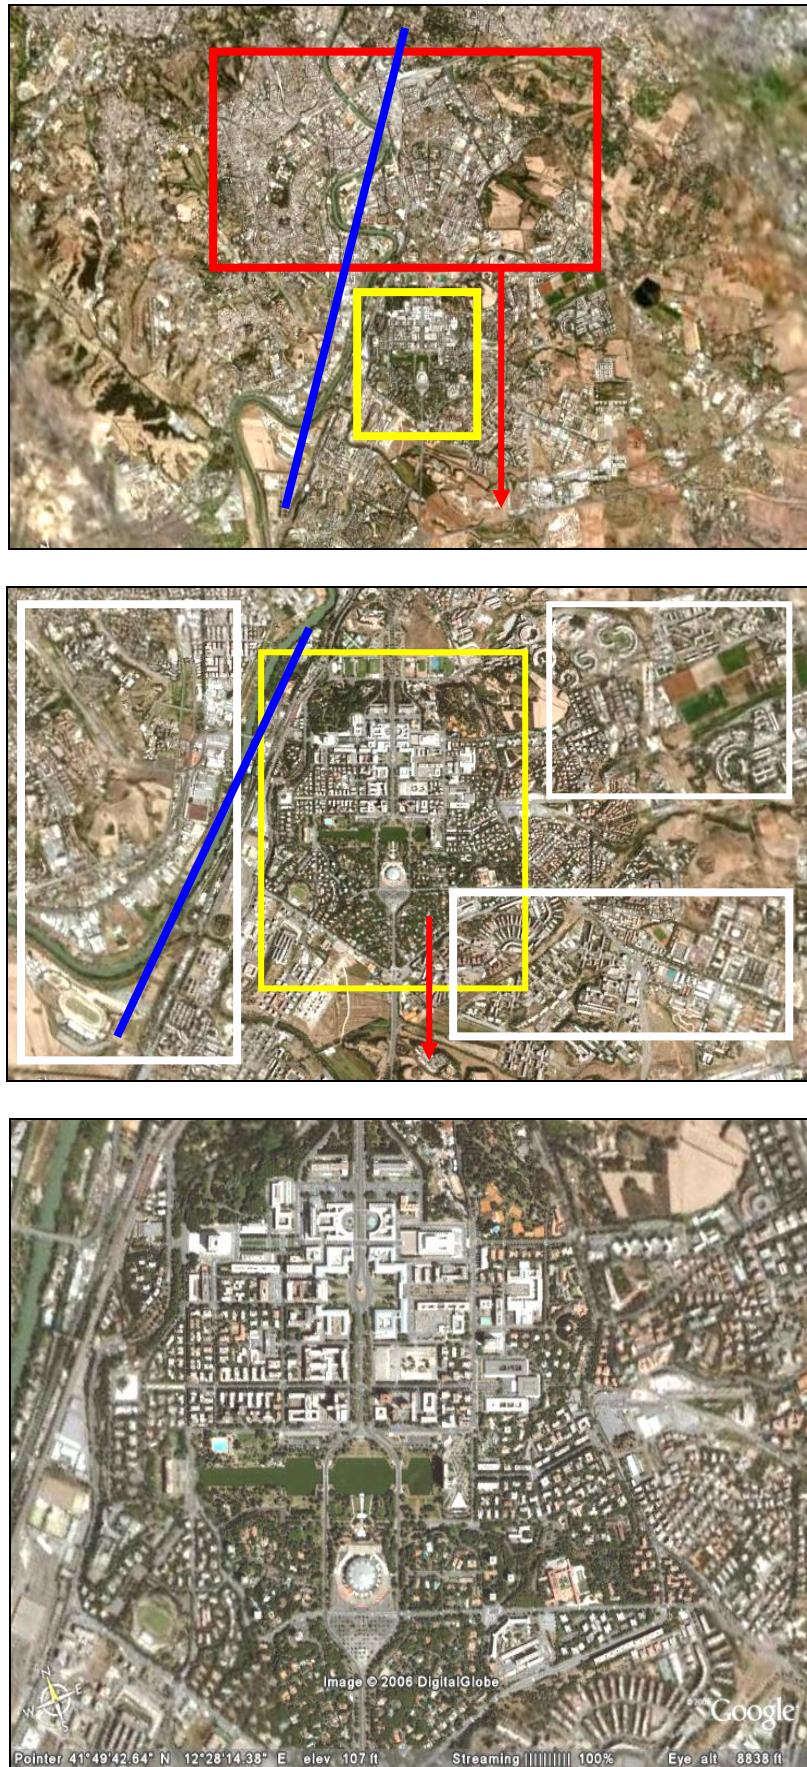 Image © 2006 DigitalGlobe
N
W E
S
Google
Pointer 41°49'42.64" N 12°28'14.38" E elev 107 ft Streaming |||||||||| 100% Eye alt 8838 ft